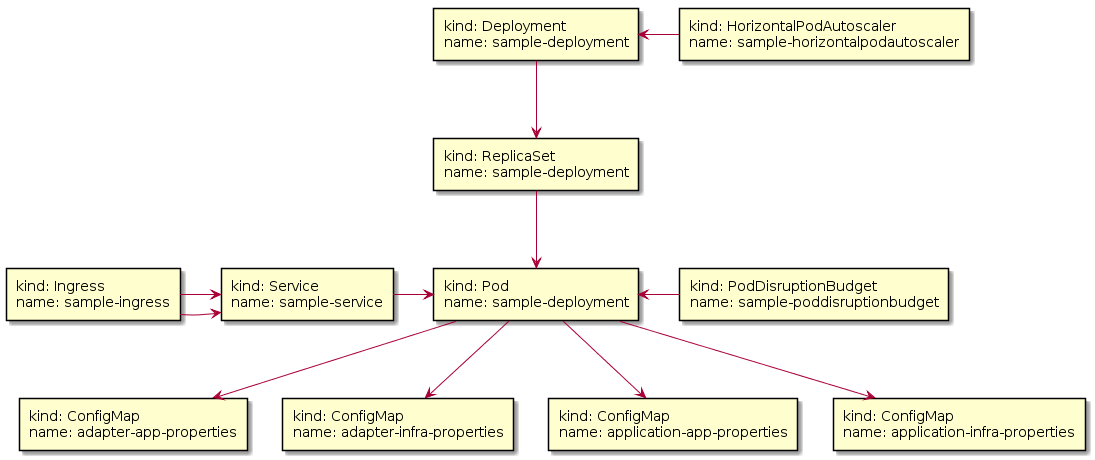 kind: Deployment
name: sample-deployment
kind: HorizontalPodAutoscaler
name: sample-horizontalpodautoscaler
kind: ReplicaSet
name: sample-deployment
kind: Ingress
name: sample-ingress
kind: Service
name: sample-service
kind: Pod
name: sample-deployment
kind: PodDisruptionBudget
name: sample-poddisruptionbudget
kind: ConfigMap
name: adapter-app-properties
kind: ConfigMap
name: adapter-infra-properties
kind: ConfigMap
name: application-app-properties
kind: ConfigMap
name: application-infra-properties